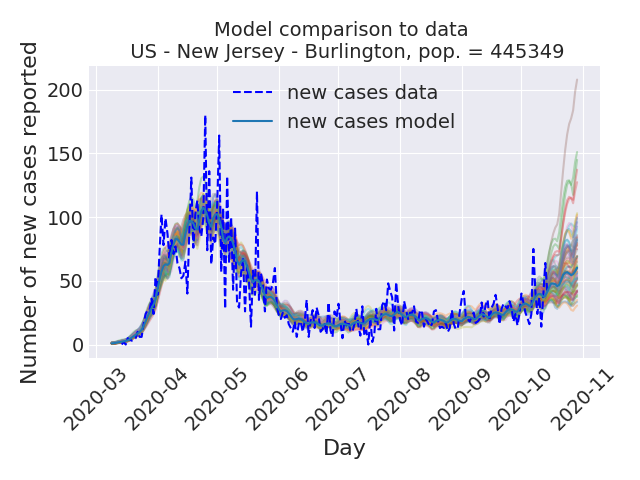 Model comparison to data
US - New Jersey - Burlington, pop. = 445349
Number of new cases reported
200
150
100
50
0
new cases data
new cases model
2020-03
2020-04
2020-05
2020-06
2020-07
2020-08
2020-09
2020-10
2020-11
Day